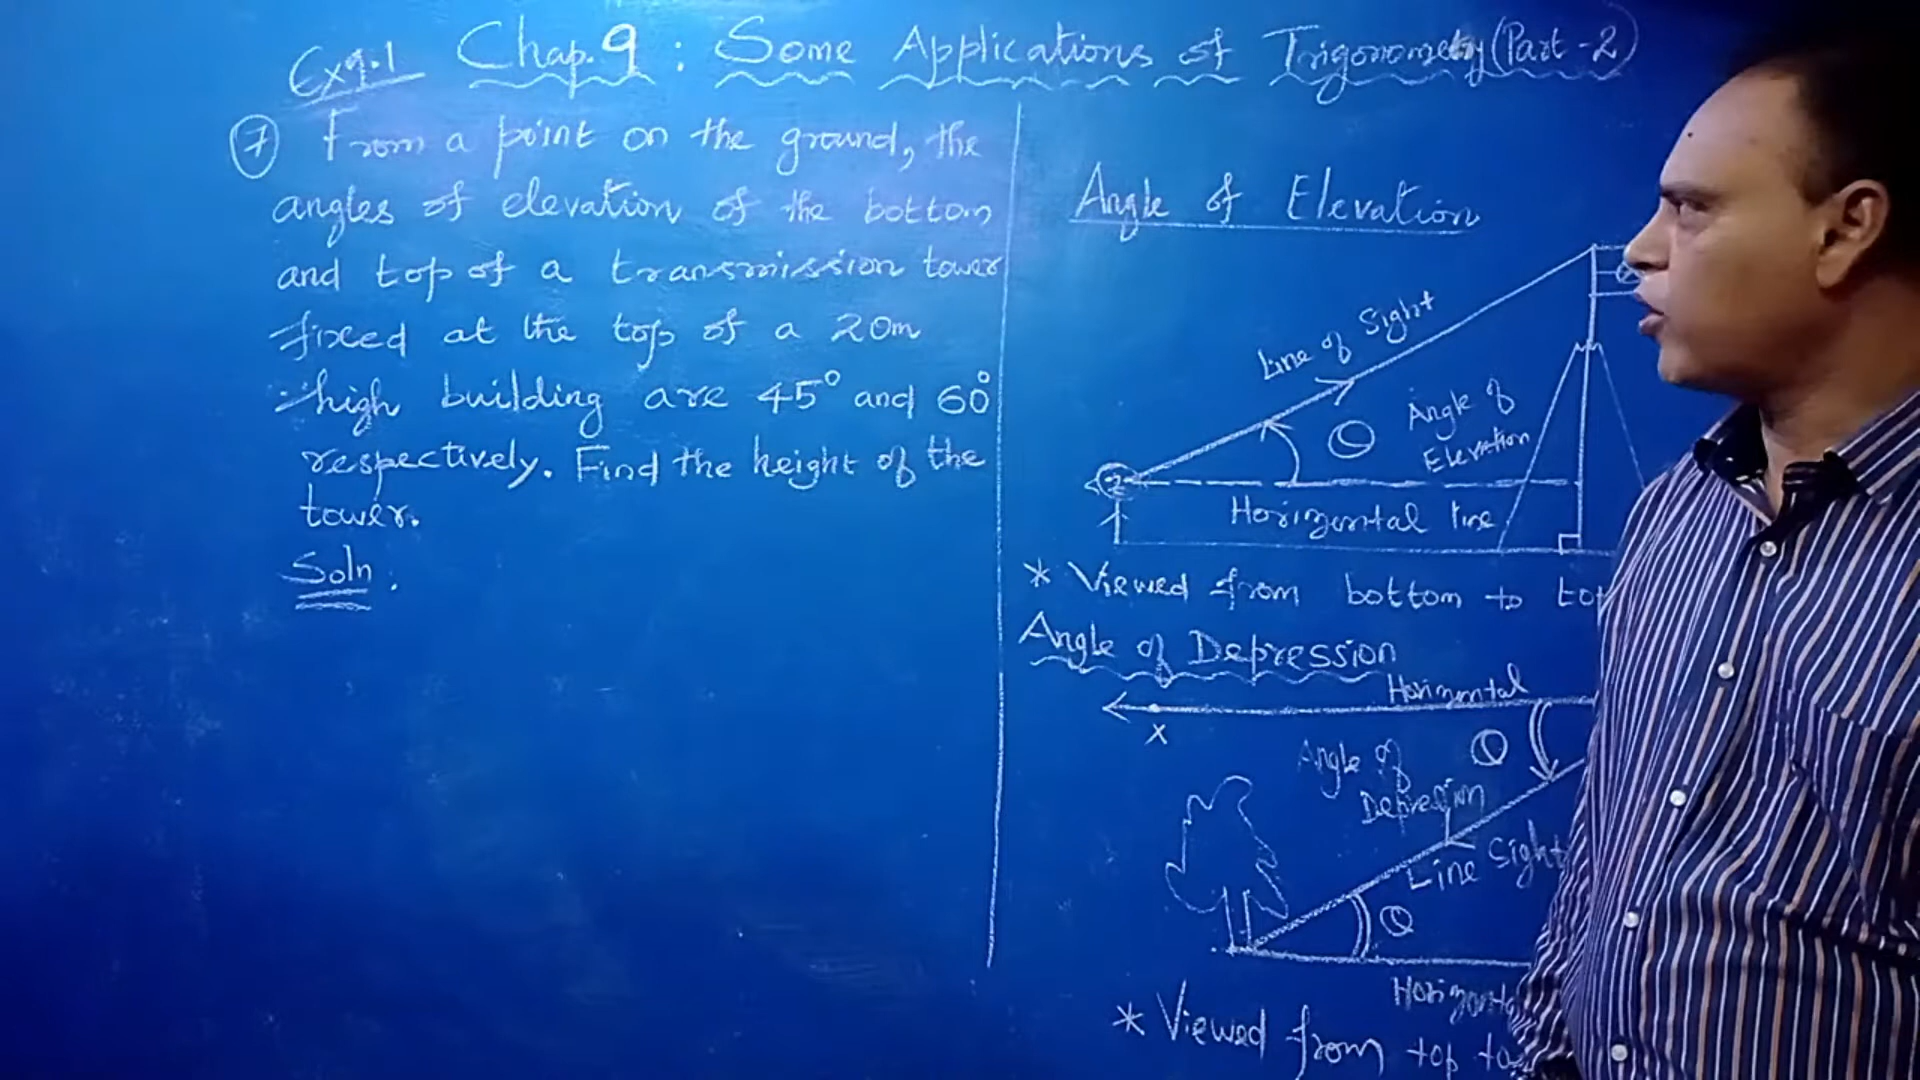 Ex9.1 Chap.9 : Some Applications of Trigonometry (Part-2)
7 From a point on the ground, the
angles of elevation of the bottom
and top of a transmission tower
fixed at the top of a 20m
high building are 45° and 60°
respectively. Find the height of the
tower.
Soln.
Angle of Elevation
Line of Sight
θ Angle of
Elevation
Horizontal line
* Viewed from bottom to top
Angle of Depression
Horizontal
X
θ
Angle of
Depression
Line Sight
θ
* Viewed from top to